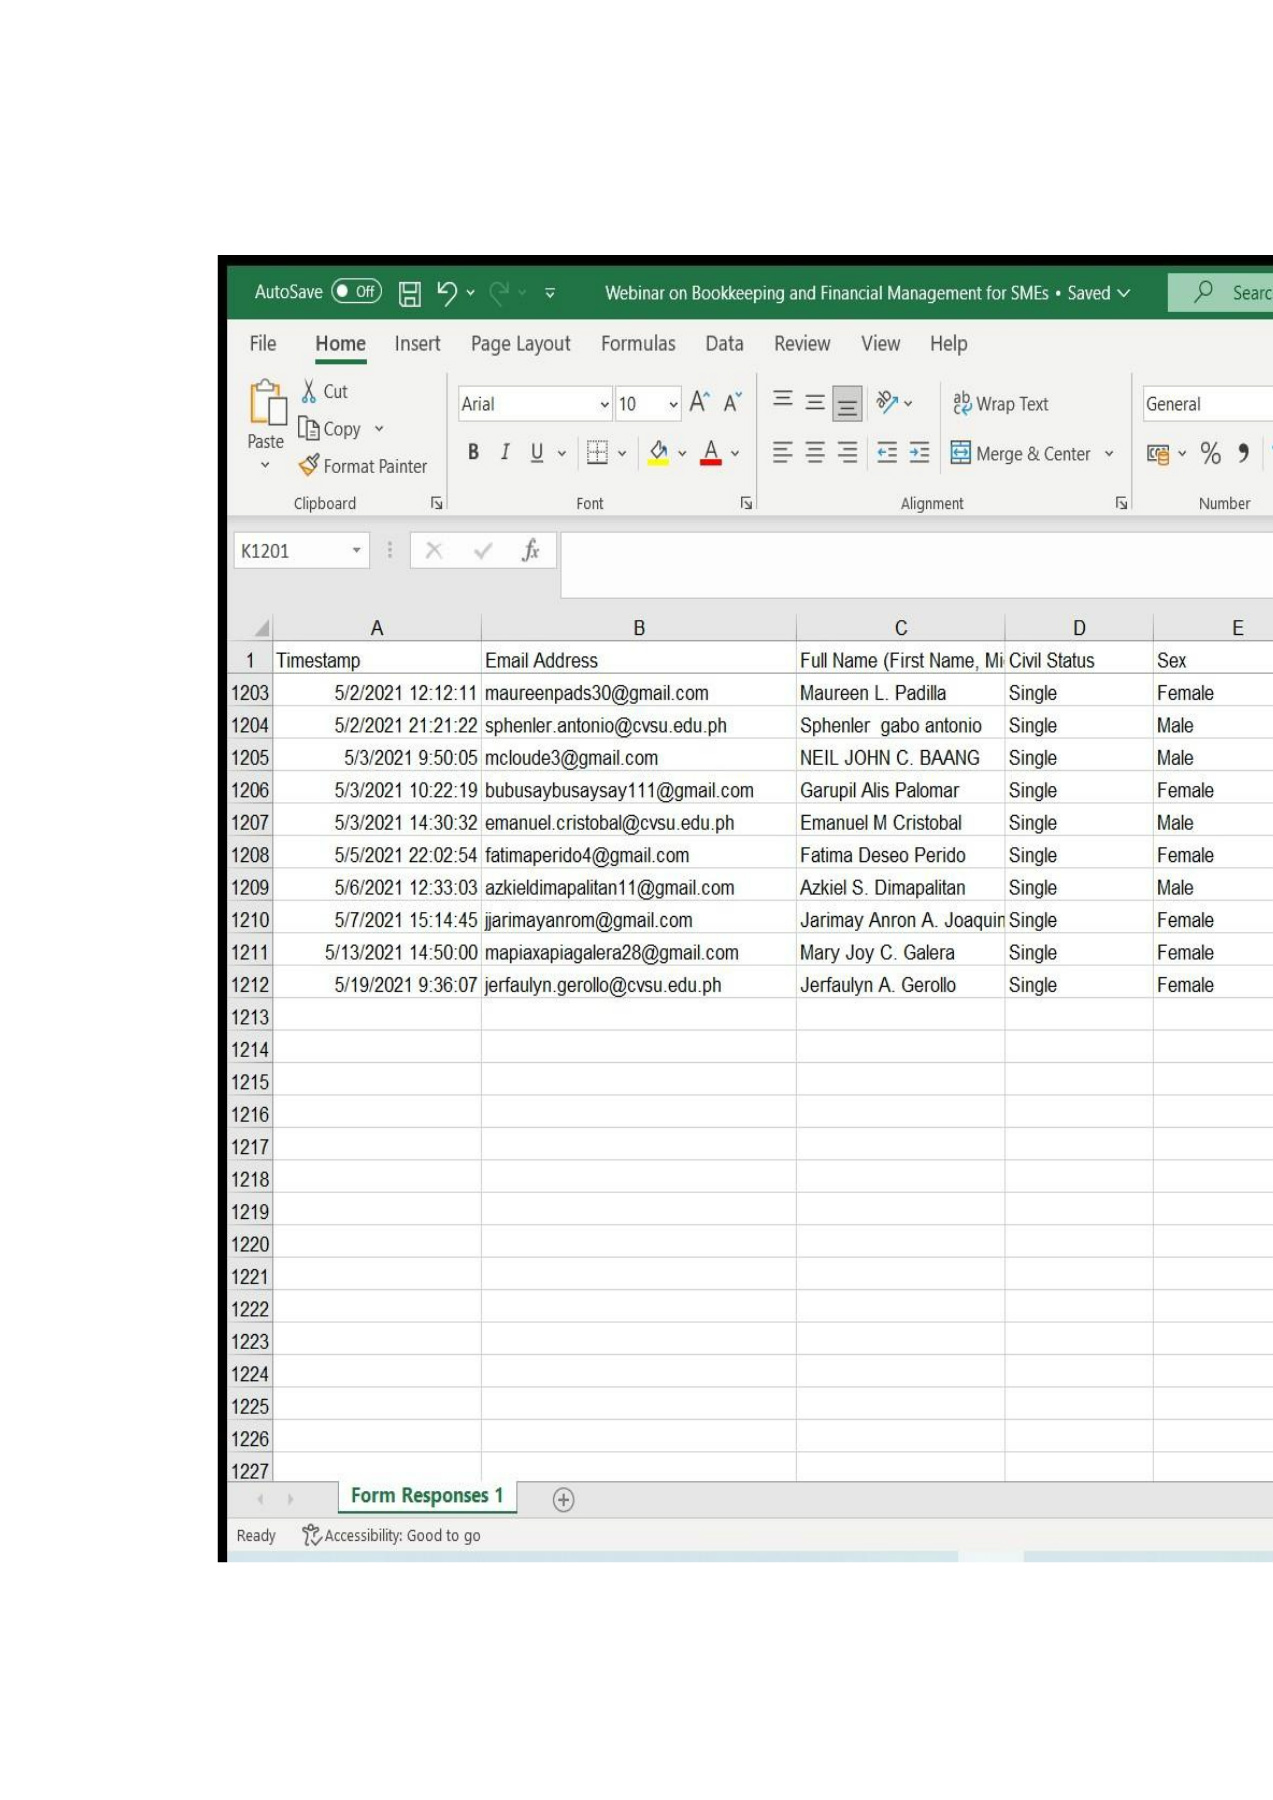 AutoSave Off Webinar on Bookkeeping and Financial Management for SMEs • Saved Searc
File Home Insert Page Layout Formulas Data Review View Help
Paste Cut Copy Format Painter Clipboard
Arial 10 B I U A Font
ab Wrap Text Merge & Center Alignment
General % Number
K1201 fx
A B C D E
1 Timestamp Email Address Full Name (First Name, Mi Civil Status Sex
1203 5/2/2021 12:12:11 maureenpads30@gmail.com Maureen L. Padilla Single Female
1204 5/2/2021 21:21:22 sphenler.antonio@cvsu.edu.ph Sphenler gabo antonio Single Male
1205 5/3/2021 9:50:05 mcloude3@gmail.com NEIL JOHN C. BAANG Single Male
1206 5/3/2021 10:22:19 bubusaybusaysay111@gmail.com Garupil Alis Palomar Single Female
1207 5/3/2021 14:30:32 emanuel.cristobal@cvsu.edu.ph Emanuel M Cristobal Single Male
1208 5/5/2021 22:02:54 fatimaperido4@gmail.com Fatima Deseo Perido Single Female
1209 5/6/2021 12:33:03 azkieldimapalitan11@gmail.com Azkiel S. Dimapalitan Single Male
1210 5/7/2021 15:14:45 jjarimayanrom@gmail.com Jarimay Anron A. Joaquin Single Female
1211 5/13/2021 14:50:00 mapiaxapiagalera28@gmail.com Mary Joy C. Galera Single Female
1212 5/19/2021 9:36:07 jerfaulyn.gerollo@cvsu.edu.ph Jerfaulyn A. Gerollo Single Female
1213
1214
1215
1216
1217
1218
1219
1220
1221
1222
1223
1224
1225
1226
1227
Form Responses 1
Ready Accessibility: Good to go